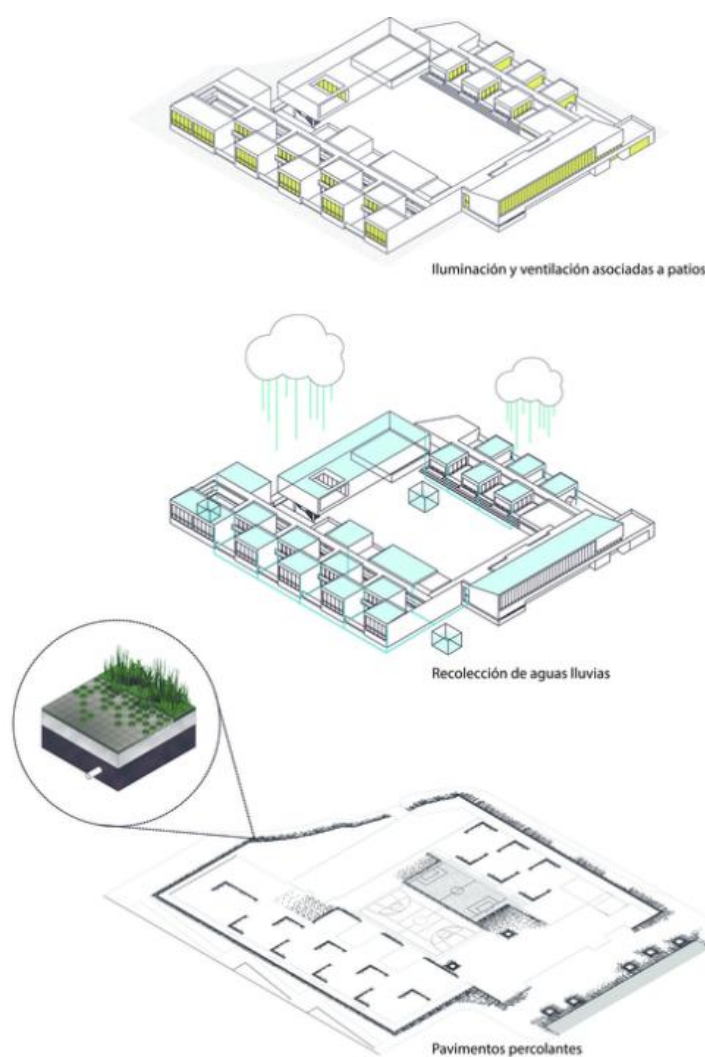 Iluminación y ventilación asociadas a patios
Recolección de aguas lluvias
Pavimentos percolantes